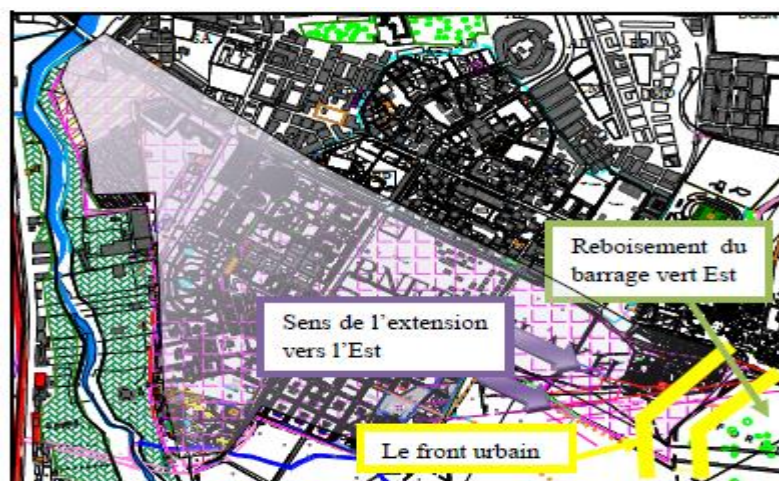 Reboisement du
barrage vert Est
Sens de l'extension
vers l'Est
Le front urbain